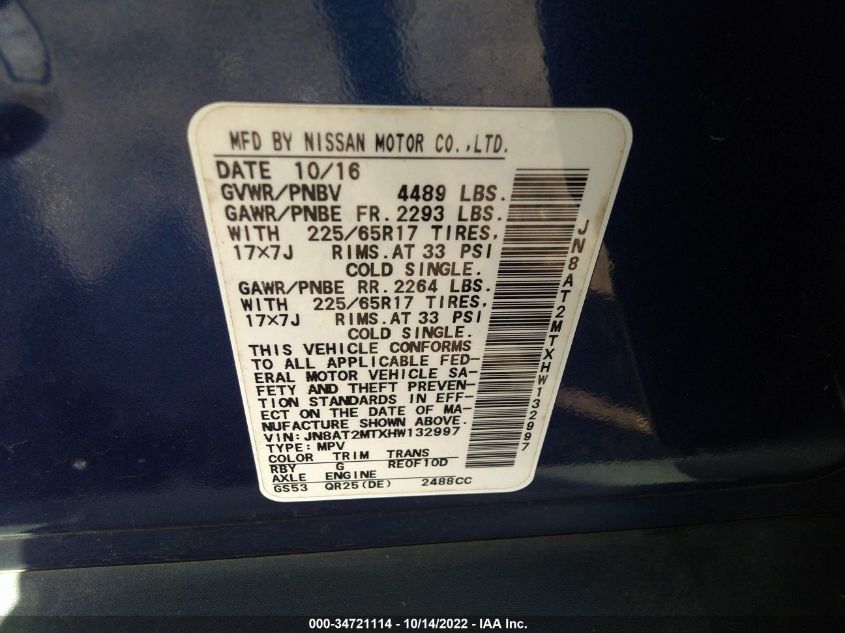 MFD BY NISSAN MOTOR CO.,LTD.
DATE 10/16
GVWR/PNBV 4489 LBS.
GAWR/PNBE FR. 2293 LBS.
WITH 225/65R17 TIRES,
17×7J RIMS.AT 33 PSI
COLD SINGLE.
GAWR/PNBE RR. 2264 LBS.
WITH 225/65R17 TIRES,
17×7J RIMS.AT 33 PSI
COLD SINGLE.
THIS VEHICLE CONFORMS
TO ALL APPLICABLE FED-
ERAL MOTOR VEHICLE SA-
FETY AND THEFT PREVEN-
TION STANDARDS IN EFF-
ECT ON THE DATE OF MA-
NUFACTURE SHOWN ABOVE.
VIN: JN8AT2MTXHW132997
TYPE: MPV
COLOR TRIM TRANS
RBY G RE0F10D
AXLE ENGINE
GS53 QR25(DE) 2488CC
JN8AT2MTXHW132997
000-34721114 - 10/14/2022 - IAA Inc.